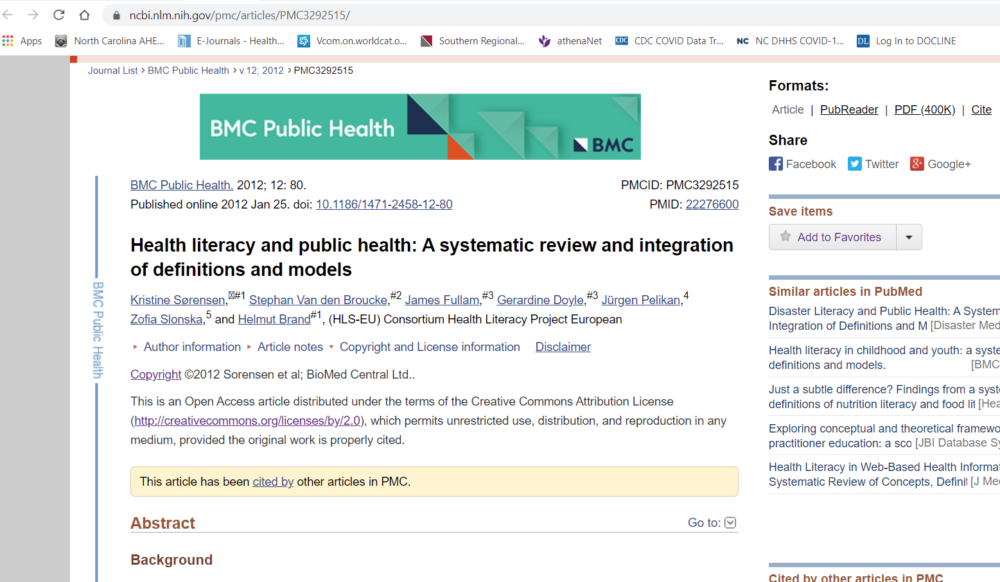 ncbi.nlm.nih.gov/pmc/articles/PMC3292515/
Apps North Carolina AHE... E-Journals - Health... Vcom.on.worldcat.o... Southern Regional... athenaNet CDC CDC COVID Data Tr... NC NC DHHS COVID-1... DL Log In to DOCLINE
Journal List > BMC Public Health > v.12; 2012 > PMC3292515
BMC Public Health
BMC
BMC Public Health. 2012; 12: 80.
PMCID: PMC3292515
Published online 2012 Jan 25. doi: 10.1186/1471-2458-12-80
PMID: 22276600
Health literacy and public health: A systematic review and integration
of definitions and models
Kristine Sørensen,#1 Stephan Van den Broucke,#2 James Fullam,#3 Gerardine Doyle,#3 Jürgen Pelikan,4
Zofia Slonska,5 and Helmut Brand#1, (HLS-EU) Consortium Health Literacy Project European
Author information Article notes Copyright and License information Disclaimer
Copyright ©2012 Sorensen et al; BioMed Central Ltd..
This is an Open Access article distributed under the terms of the Creative Commons Attribution License
(http://creativecommons.org/licenses/by/2.0), which permits unrestricted use, distribution, and reproduction in any
medium, provided the original work is properly cited.
This article has been cited by other articles in PMC.
Abstract
Go to:
Background
BMC Public Health
Formats:
Article | PubReader | PDF (400K) | Cite
Share
Facebook Twitter Google+
Save items
Add to Favorites
Similar articles in PubMed
Disaster Literacy and Public Health: A System
Integration of Definitions and M [Disaster Med
Health literacy in childhood and youth: a syste
definitions and models. [BMC
Just a subtle difference? Findings from a syst
definitions of nutrition literacy and food lit [Hea
Exploring conceptual and theoretical framewo
practitioner education: a sco [JBI Database Sy
Health Literacy in Web-Based Health Informat
Systematic Review of Concepts, Definit [J Med
Cited by other articles in PMC